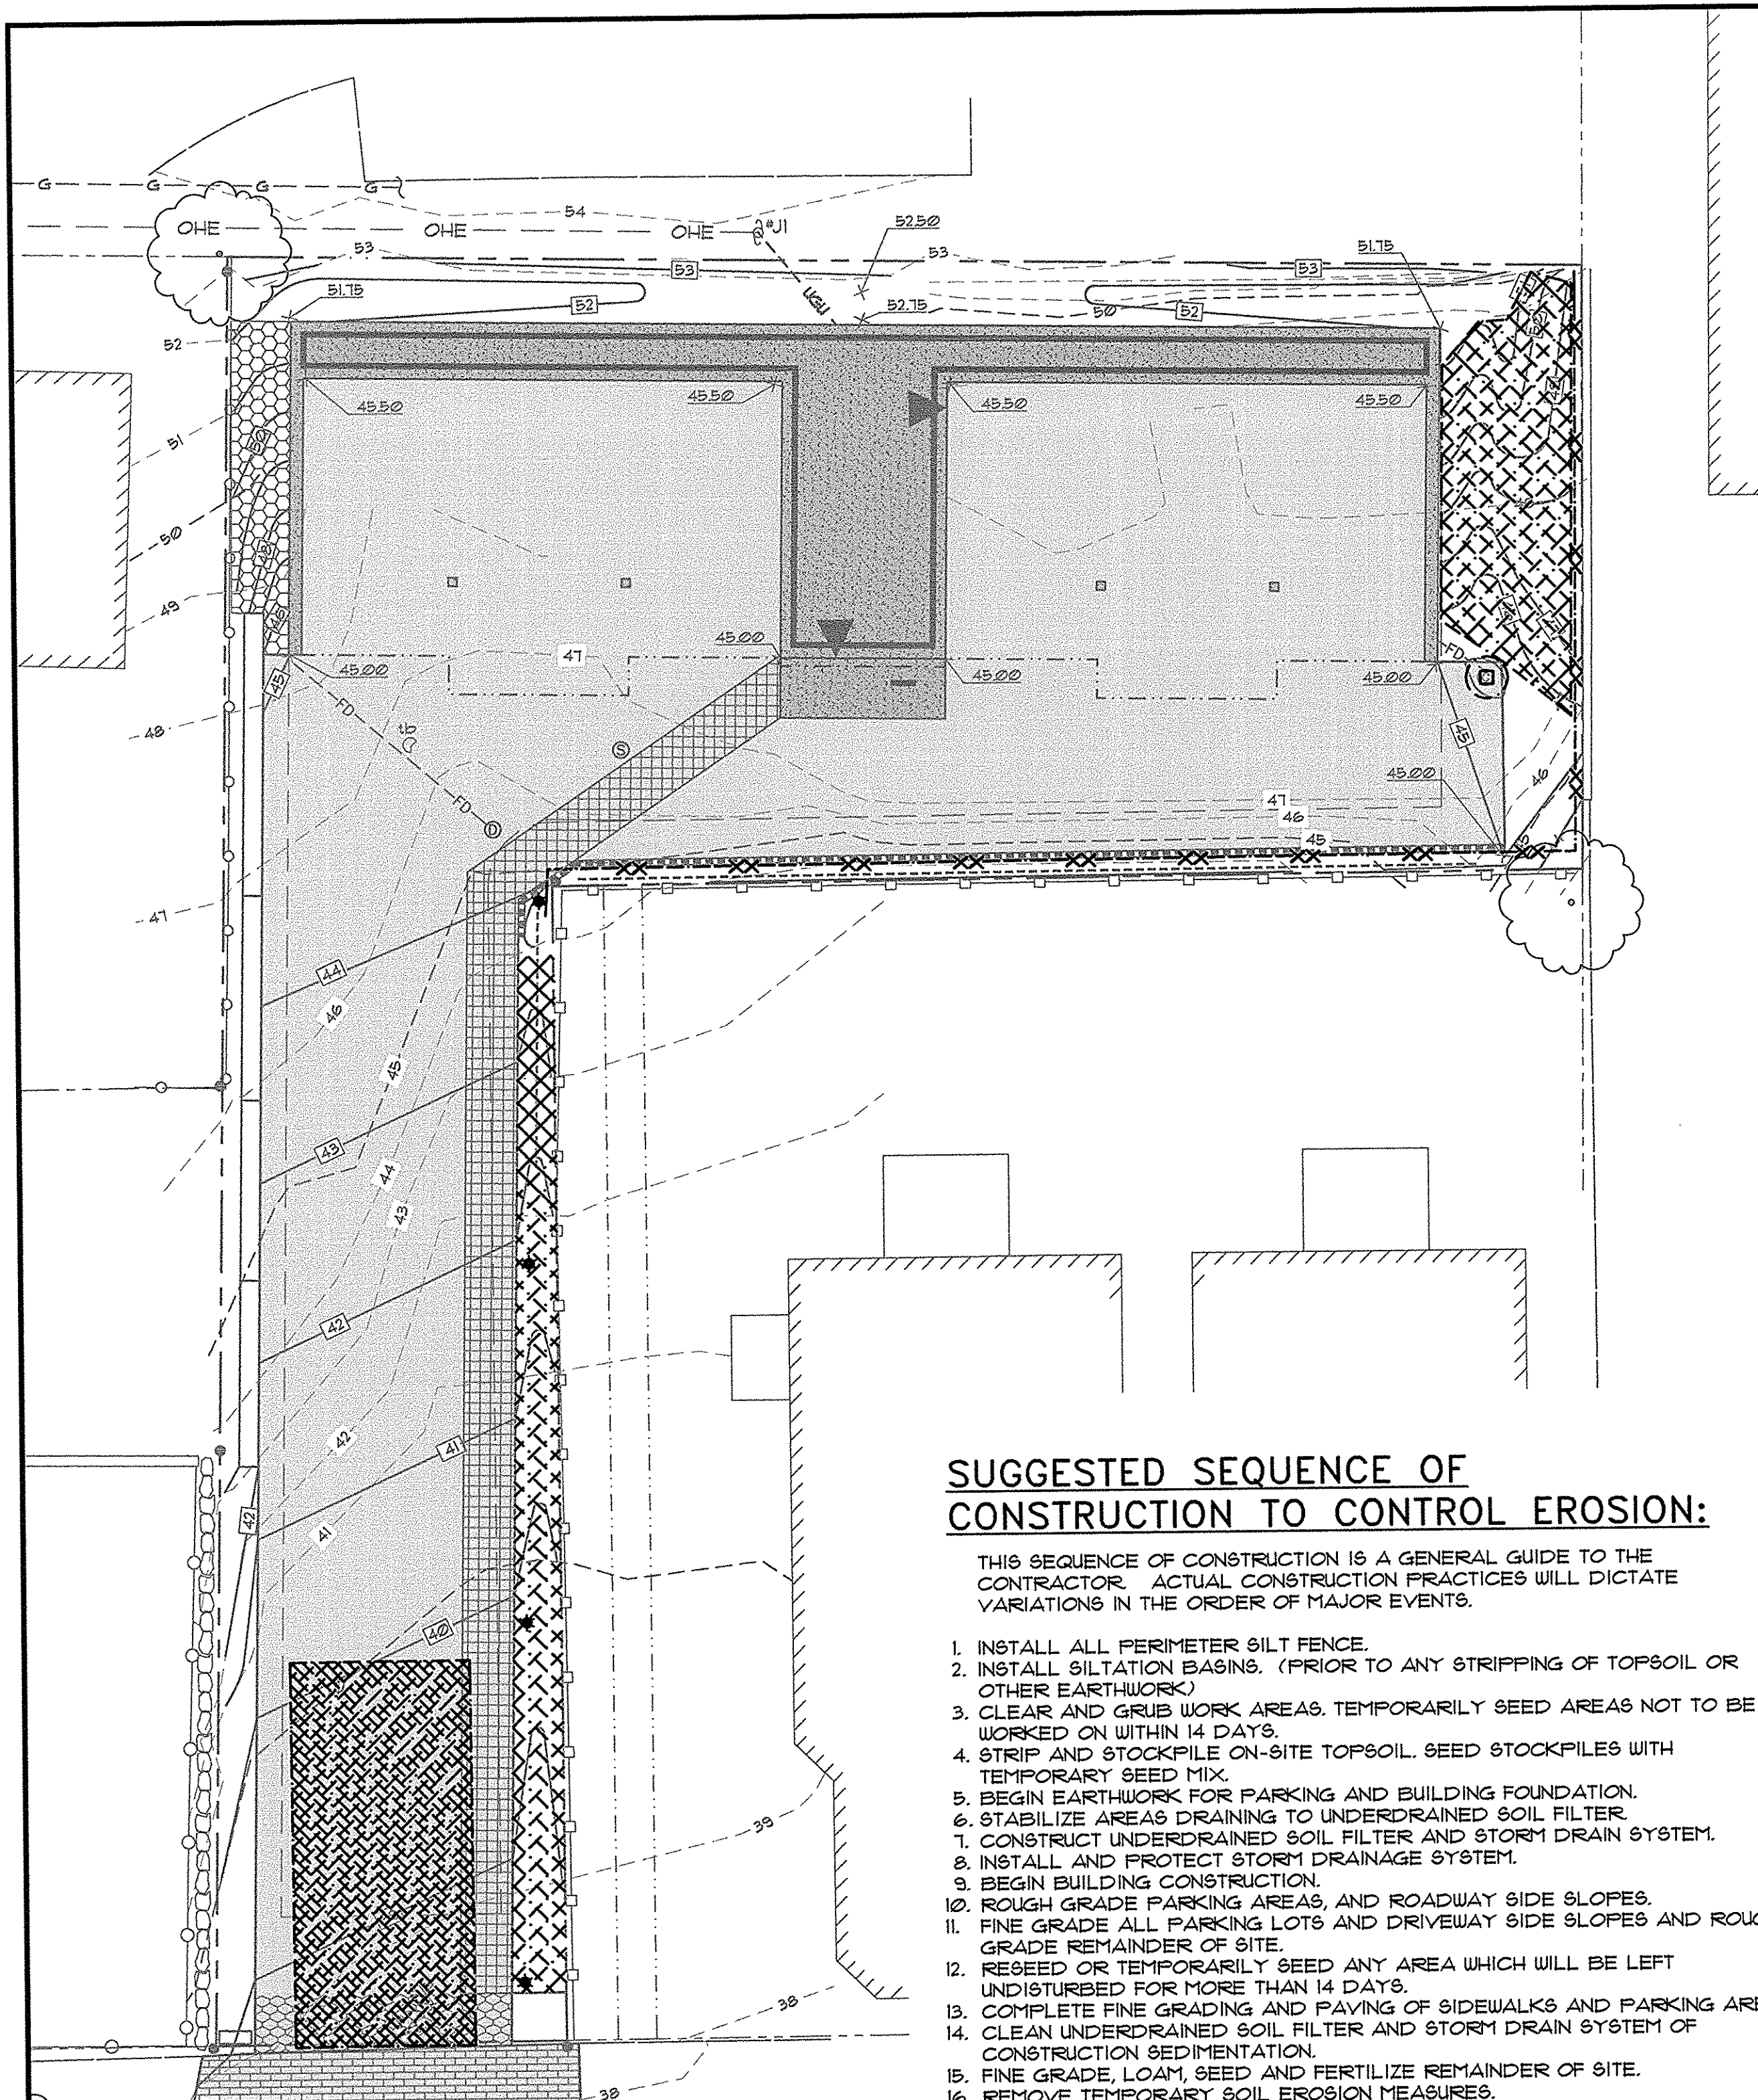 G G G G
54
OHE OHE OHE #J1
52.50
53 53 53 51.75 53
51.75 52 UGU 52.75 50 52
52
45.50 45.50 45.50 45.50
51
50
50
48
49
46
45.00
47
45.00 45.00 45.00 FD
45
48
FD
tb
S
45
46
45.00
FD
D
47
46
45
47
44
46
45
43
44
43
42
42
41
42
41
40
39
38
38
SUGGESTED SEQUENCE OF
CONSTRUCTION TO CONTROL EROSION:
THIS SEQUENCE OF CONSTRUCTION IS A GENERAL GUIDE TO THE
CONTRACTOR. ACTUAL CONSTRUCTION PRACTICES WILL DICTATE
VARIATIONS IN THE ORDER OF MAJOR EVENTS.
1. INSTALL ALL PERIMETER SILT FENCE.
2. INSTALL SILTATION BASINS. (PRIOR TO ANY STRIPPING OF TOPSOIL OR
OTHER EARTHWORK)
3. CLEAR AND GRUB WORK AREAS. TEMPORARILY SEED AREAS NOT TO BE
WORKED ON WITHIN 14 DAYS.
4. STRIP AND STOCKPILE ON-SITE TOPSOIL. SEED STOCKPILES WITH
TEMPORARY SEED MIX.
5. BEGIN EARTHWORK FOR PARKING AND BUILDING FOUNDATION.
6. STABILIZE AREAS DRAINING TO UNDERDRAINED SOIL FILTER.
7. CONSTRUCT UNDERDRAINED SOIL FILTER AND STORM DRAIN SYSTEM.
8. INSTALL AND PROTECT STORM DRAINAGE SYSTEM.
9. BEGIN BUILDING CONSTRUCTION.
10. ROUGH GRADE PARKING AREAS, AND ROADWAY SIDE SLOPES.
11. FINE GRADE ALL PARKING LOTS AND DRIVEWAY SIDE SLOPES AND ROUG
GRADE REMAINDER OF SITE.
12. RESEED OR TEMPORARILY SEED ANY AREA WHICH WILL BE LEFT
UNDISTURBED FOR MORE THAN 14 DAYS.
13. COMPLETE FINE GRADING AND PAVING OF SIDEWALKS AND PARKING ARE
14. CLEAN UNDERDRAINED SOIL FILTER AND STORM DRAIN SYSTEM OF
CONSTRUCTION SEDIMENTATION.
15. FINE GRADE, LOAM, SEED AND FERTILIZE REMAINDER OF SITE.
16. REMOVE TEMPORARY SOIL EROSION MEASURES.